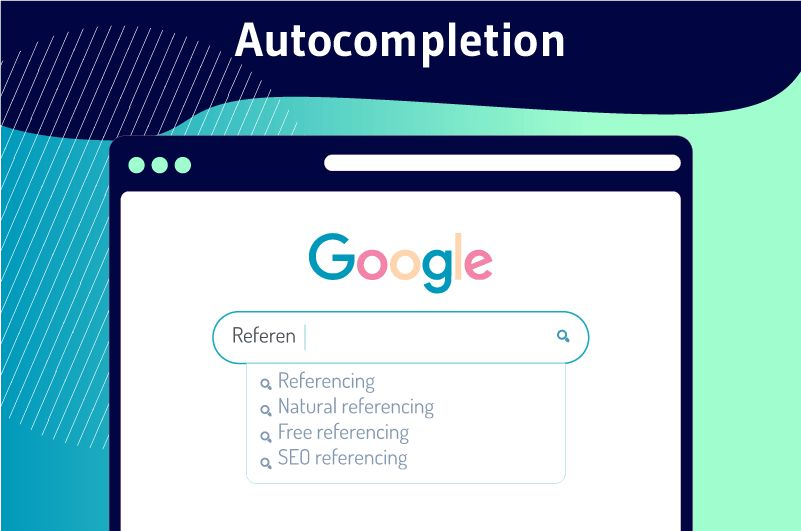 Autocompletion
Google
Referen
Referencing
Natural referencing
Free referencing
SEO referencing